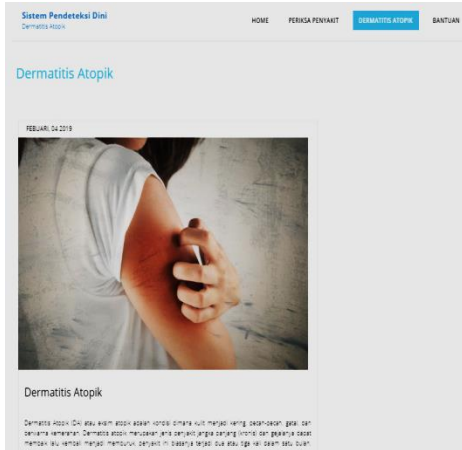 Sistem Pendeteksi Dini
Dermatitis Atopik
HOME PERIKSA PENYAKIT DERMATITIS ATOPIK BANTUAN
Dermatitis Atopik
FEBUARI, 04 2019
Dermatitis Atopik
Dermatitis Atopik (DA) atau eksim atopik adalah kondisi dimana kulit menjadi kering, pecah-pecah, gatal, dan
berwarna kemerahan. Dermatitis atopik merupakan jenis penyakit jangka panjang (kronis) dan gejalanya dapat
membaik lalu kembali menjadi memburuk. penyakit ini biasanya terjadi dua atau tiga kali dalam satu bulan.